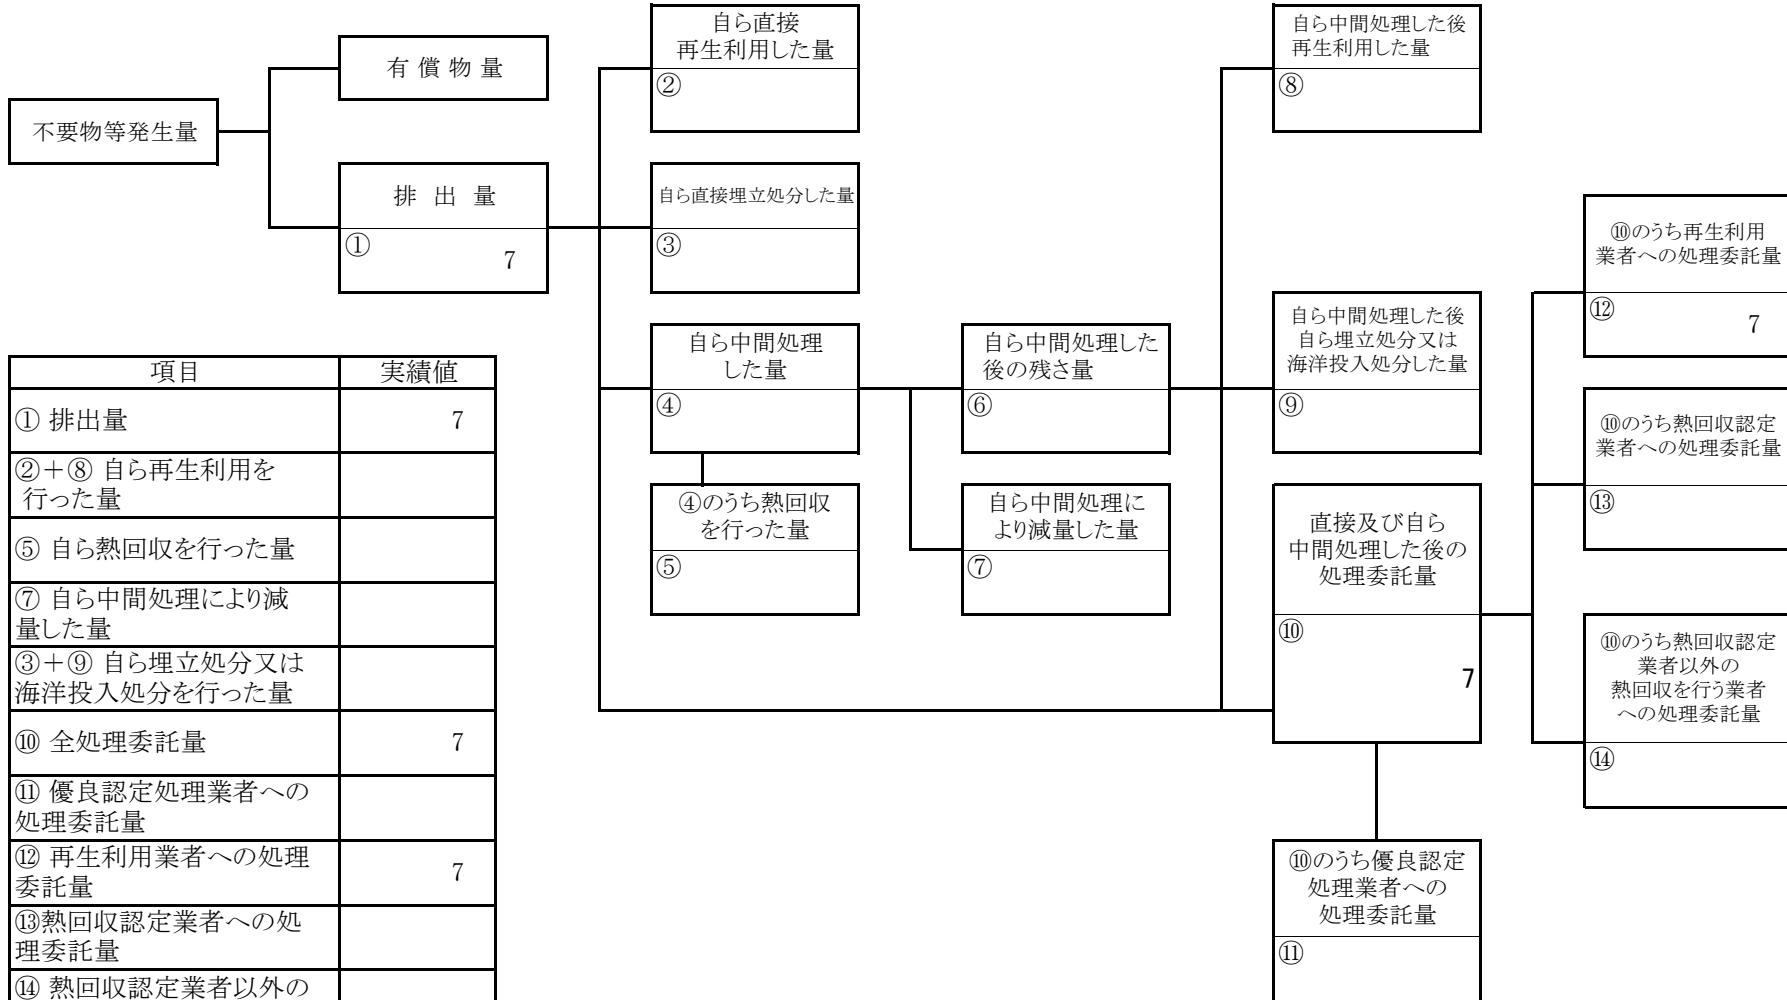 不要物等発生量
有 償 物 量
排 出 量
①
7
自ら直接
再生利用した量
②
自ら直接埋立処分した量
③
自ら中間処理
した量
④
④のうち熱回収
を行った量
⑤
自ら中間処理した
後の残さ量
⑥
自ら中間処理に
より減量した量
⑦
自ら中間処理した後
再生利用した量
⑧
自ら中間処理した後
自ら埋立処分又は
海洋投入処分した量
⑨
直接及び自ら
中間処理した後の
処理委託量
⑩
7
⑩のうち優良認定
処理業者への
処理委託量
⑪
⑩のうち再生利用
業者への処理委託量
⑫
7
⑩のうち熱回収認定
業者への処理委託量
⑬
⑩のうち熱回収認定
業者以外の
熱回収を行う業者
への処理委託量
⑭
項目 実績値
① 排出量 7
②＋⑧ 自ら再生利用を
行った量
⑤ 自ら熱回収を行った量
⑦ 自ら中間処理により減
量した量
③＋⑨ 自ら埋立処分又は
海洋投入処分を行った量
⑩ 全処理委託量 7
⑪ 優良認定処理業者への
処理委託量
⑫ 再生利用業者への処理
委託量 7
⑬熱回収認定業者への処
理委託量
⑭ 熱回収認定業者以外の